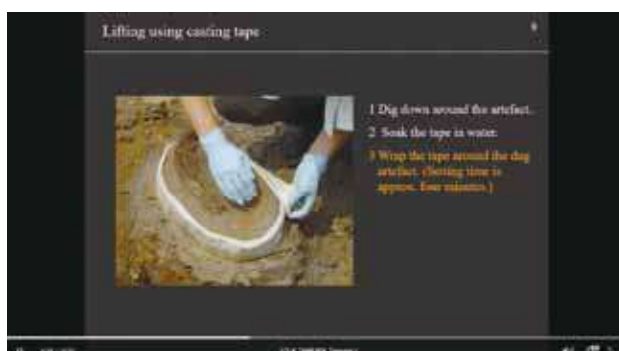 Lifting using casting tape
1 Dig down around the artefact.
2 Soak the tape in water.
3 Wrap the tape around the dug
artefact. (Setting time is
approx. four minutes.)